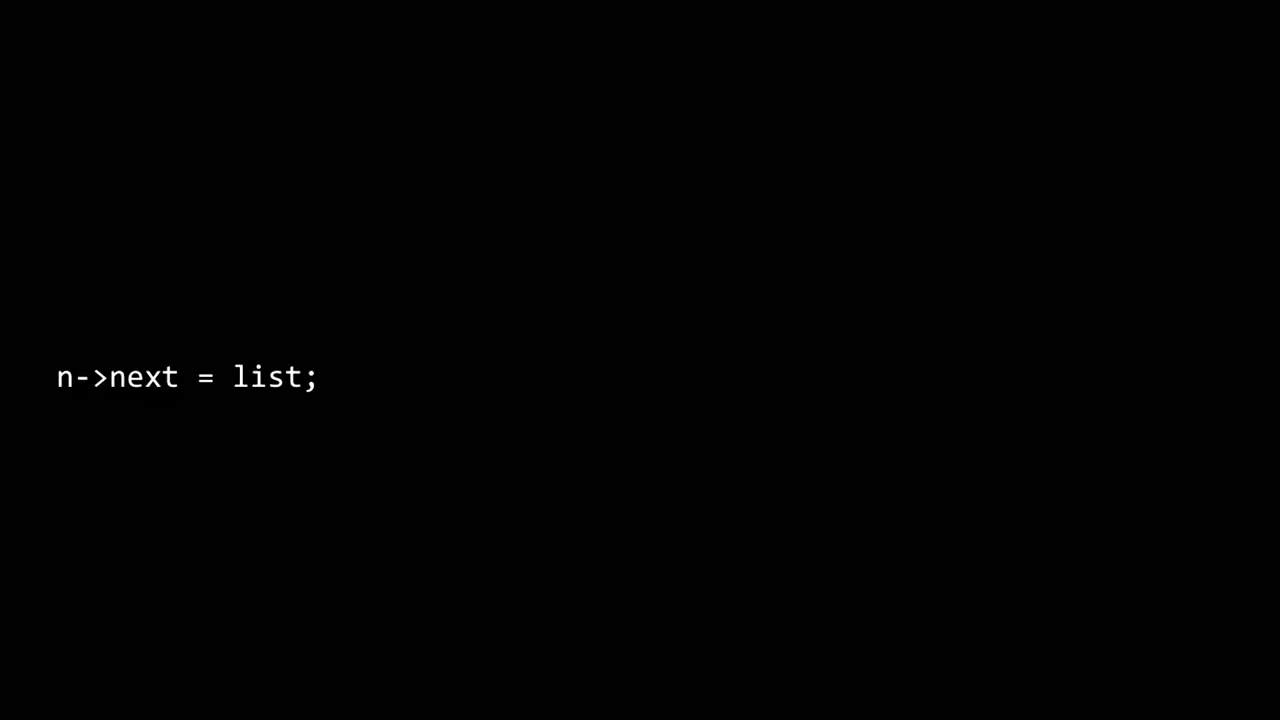 n->next = list;